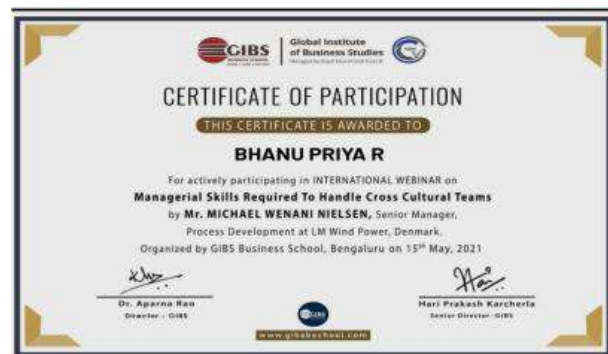 GIBS
BUSINESS SCHOOL
Global Institute
of Business Studies
CERTIFICATE OF PARTICIPATION
THIS CERTIFICATE IS AWARDED TO
BHANU PRIYA R
For actively participating in INTERNATIONAL WEBINAR on
Managerial Skills Required To Handle Cross Cultural Teams
by Mr. MICHAEL WENANI NIELSEN, Senior Manager,
Process Development at LM Wind Power, Denmark.
Organized by GIBS Business School, Bengaluru on 15th May, 2021
Dr. Aparna Rao
Director - GIBS
GIBS
Hari Prakash Karcherla
Senior Director -GIBS
www.gibsbschool.com